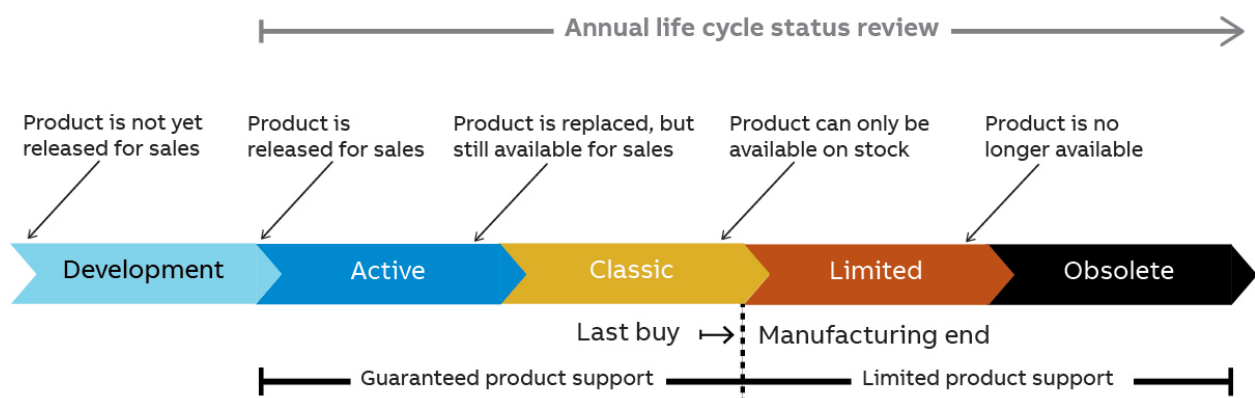 Annual life cycle status review
Product is not yet
released for sales
Product is
released for sales
Product is replaced, but
still available for sales
Product can only be
available on stock
Product is no
longer available
Development
Active
Classic
Limited
Obsolete
Last buy
Manufacturing end
Guaranteed product support
Limited product support